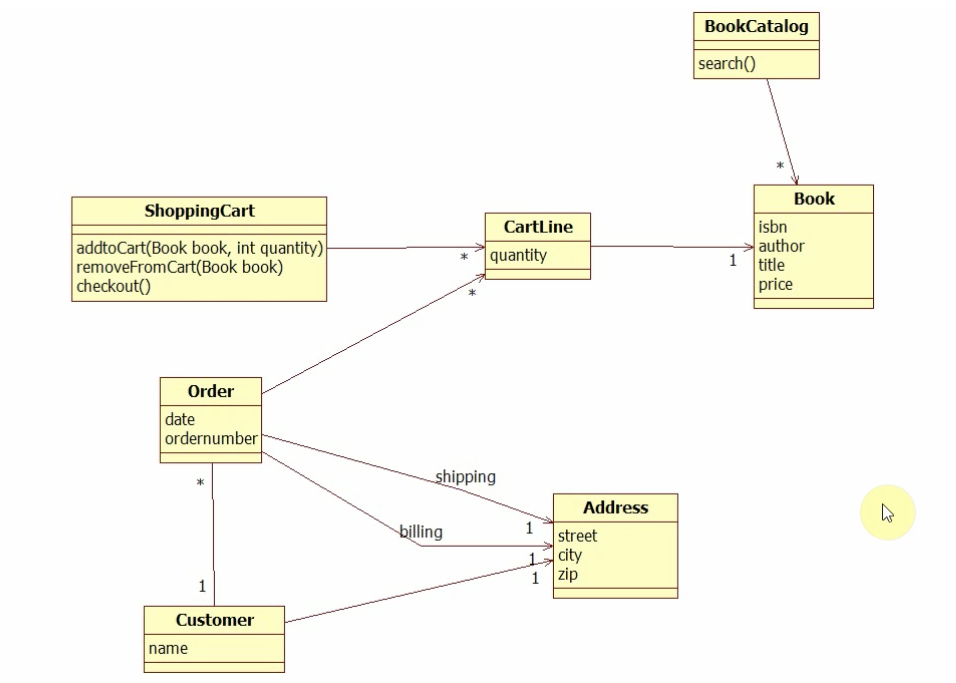 BookCatalog
search()
*
ShoppingCart
addtoCart(Book book, int quantity)
removeFromCart(Book book)
checkout()
*
CartLine
quantity
*
1
Book
isbn
author
title
price
Order
date
ordernumber
*
shipping
1
billing
1
Address
street
city
zip
1
1
Customer
name